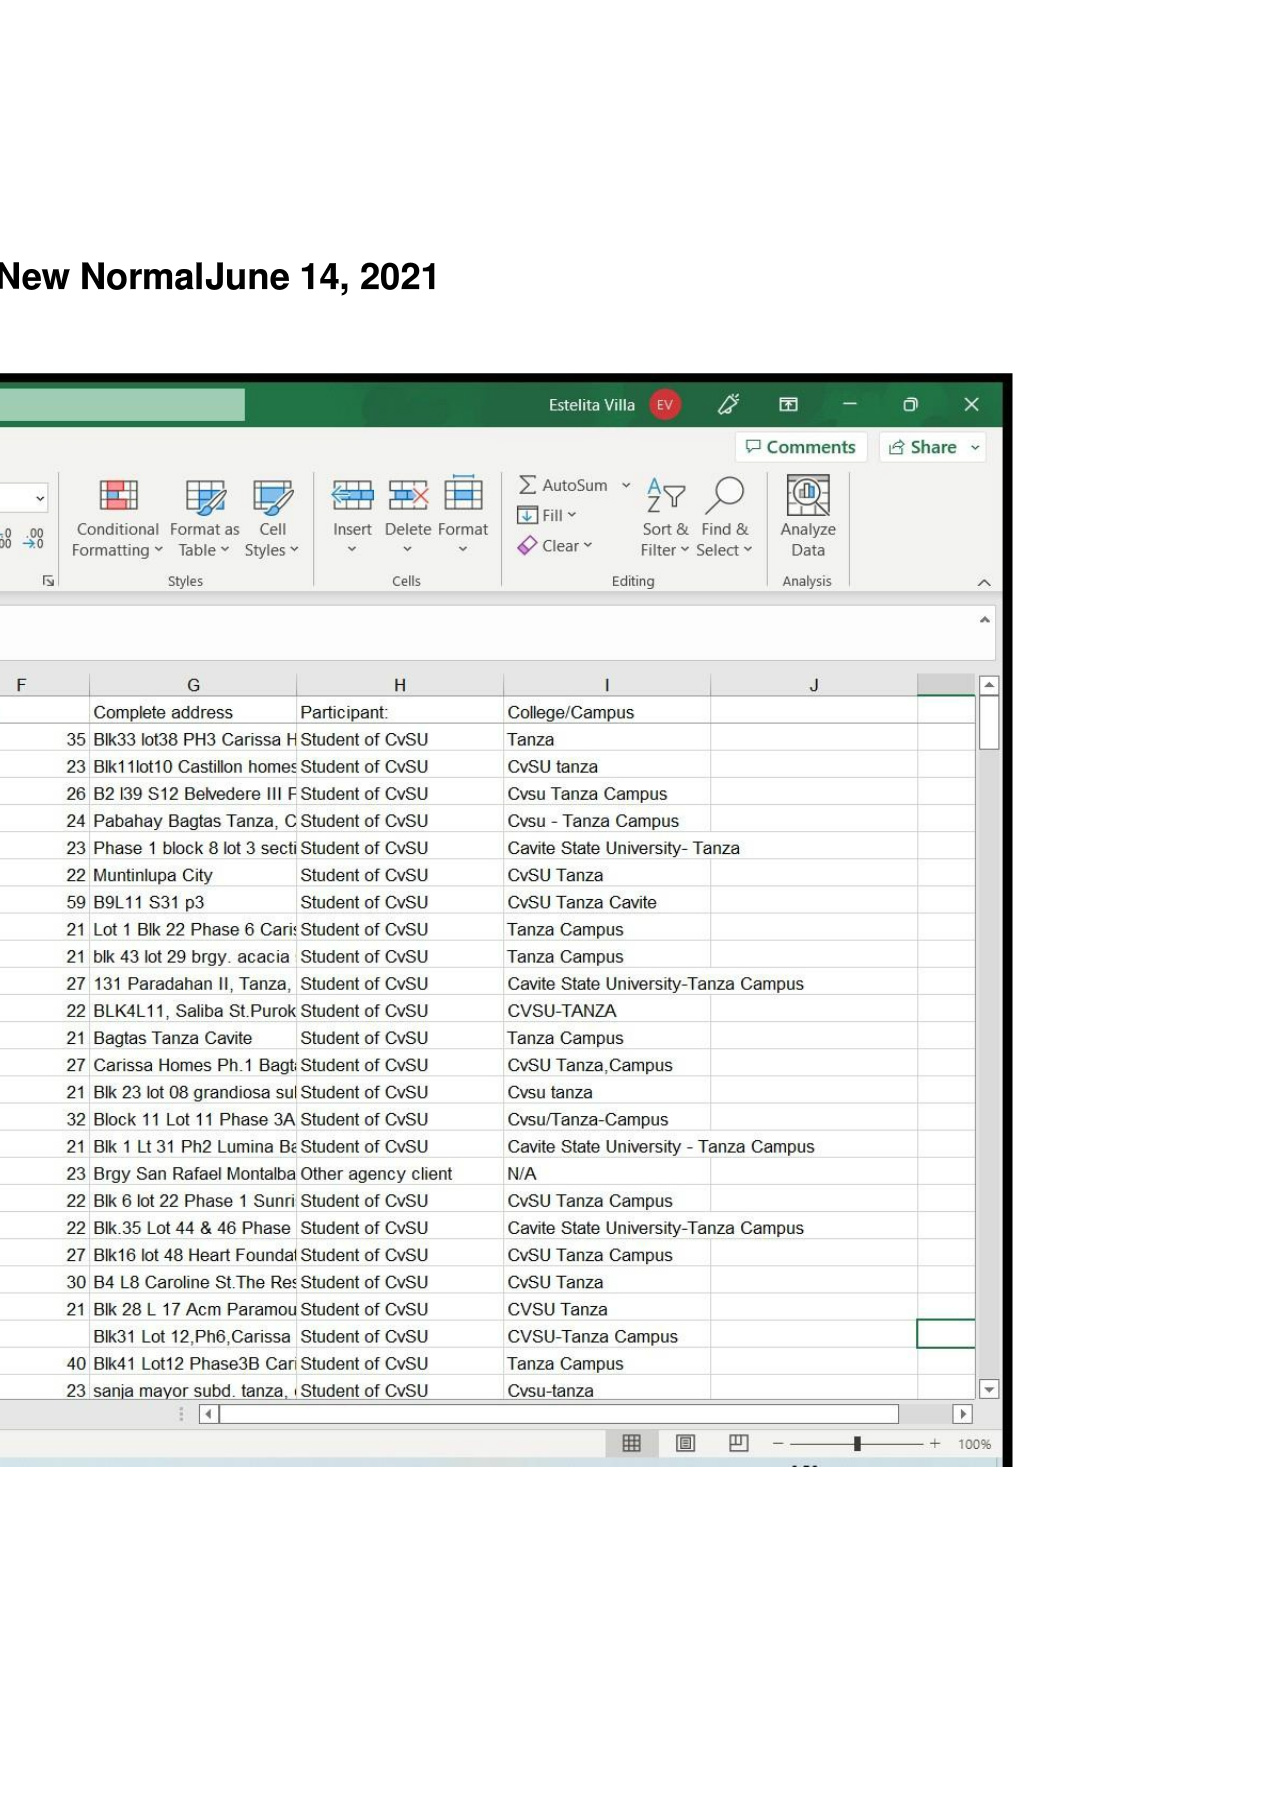 New NormalJune 14, 2021
Estelita Villa EV
Comments Share
Conditional Formatting Format as Table Cell Styles Insert Delete Format AutoSum Fill Clear Sort & Filter Find & Select Analyze Data
Styles Cells Editing Analysis
F G H I J
Complete address Participant: College/Campus
35 Blk33 lot38 PH3 Carissa H Student of CvSU Tanza
23 Blk11lot10 Castillon homes Student of CvSU CvSU tanza
26 B2 l39 S12 Belvedere III F Student of CvSU Cvsu Tanza Campus
24 Pabahay Bagtas Tanza, C Student of CvSU Cvsu - Tanza Campus
23 Phase 1 block 8 lot 3 secti Student of CvSU Cavite State University- Tanza
22 Muntinlupa City Student of CvSU CvSU Tanza
59 B9L11 S31 p3 Student of CvSU CvSU Tanza Cavite
21 Lot 1 Blk 22 Phase 6 Caris Student of CvSU Tanza Campus
21 blk 43 lot 29 brgy. acacia Student of CvSU Tanza Campus
27 131 Paradahan II, Tanza, Student of CvSU Cavite State University-Tanza Campus
22 BLK4L11, Saliba St.Purok Student of CvSU CVSU-TANZA
21 Bagtas Tanza Cavite Student of CvSU Tanza Campus
27 Carissa Homes Ph.1 Bagta Student of CvSU CvSU Tanza,Campus
21 Blk 23 lot 08 grandiosa sul Student of CvSU Cvsu tanza
32 Block 11 Lot 11 Phase 3A Student of CvSU Cvsu/Tanza-Campus
21 Blk 1 Lt 31 Ph2 Lumina Ba Student of CvSU Cavite State University - Tanza Campus
23 Brgy San Rafael Montalba Other agency client N/A
22 Blk 6 lot 22 Phase 1 Sunri Student of CvSU CvSU Tanza Campus
22 Blk.35 Lot 44 & 46 Phase Student of CvSU Cavite State University-Tanza Campus
27 Blk16 lot 48 Heart Foundat Student of CvSU CvSU Tanza Campus
30 B4 L8 Caroline St.The Res Student of CvSU CvSU Tanza
21 Blk 28 L 17 Acm Paramou Student of CvSU CVSU Tanza
Blk31 Lot 12,Ph6,Carissa Student of CvSU CVSU-Tanza Campus
40 Blk41 Lot12 Phase3B Cari Student of CvSU Tanza Campus
23 sanja mayor subd. tanza, Student of CvSU Cvsu-tanza
100%